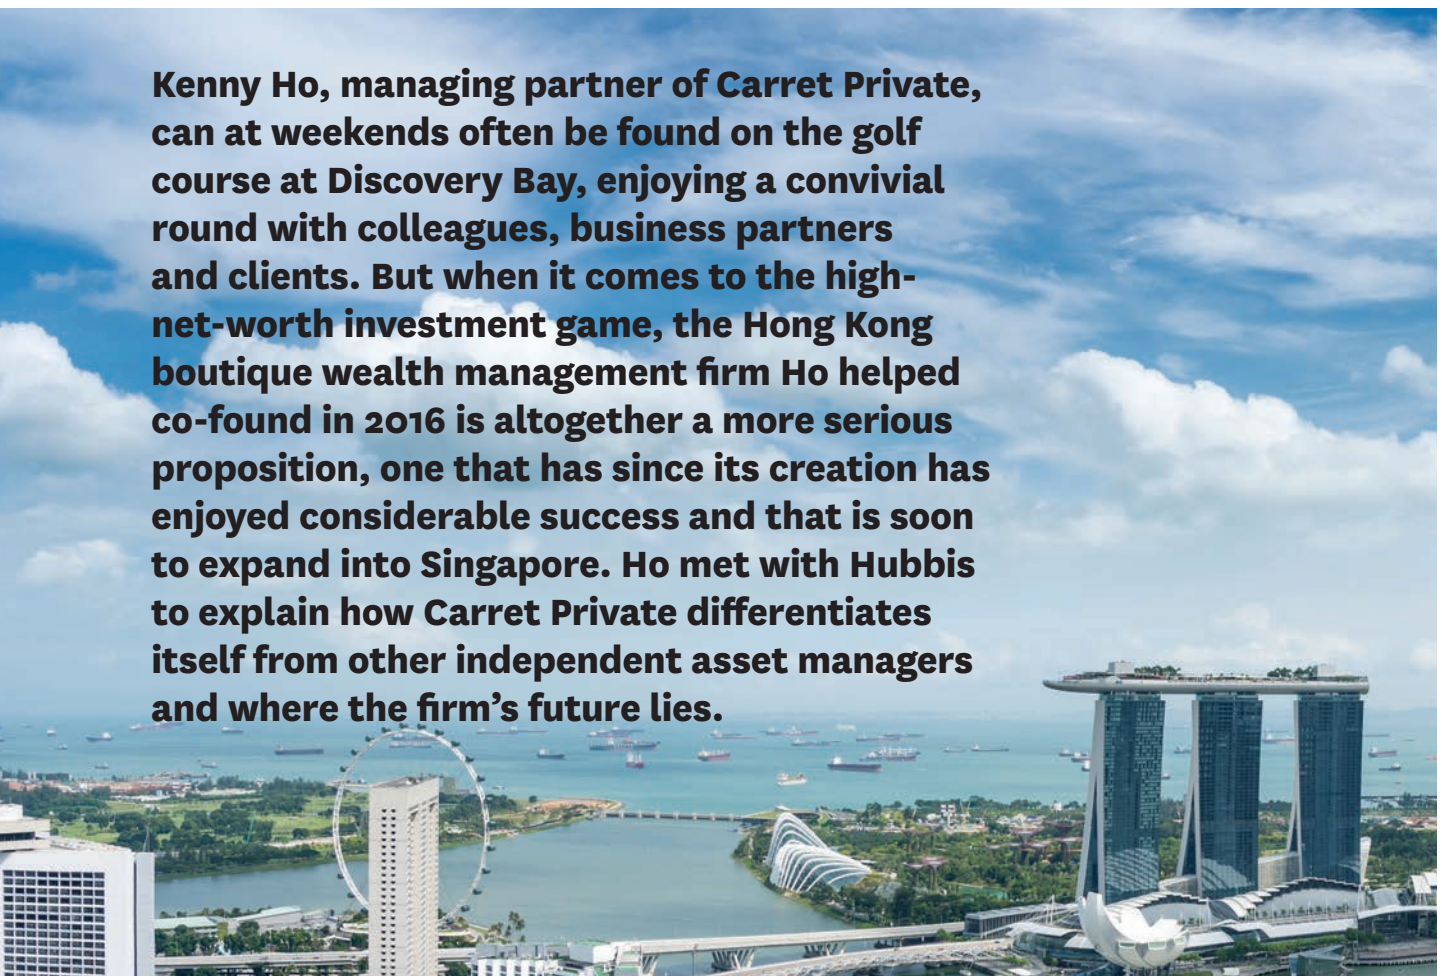 Kenny Ho, managing partner of Carret Private,
can at weekends often be found on the golf
course at Discovery Bay, enjoying a convivial
round with colleagues, business partners
and clients. But when it comes to the high-
net-worth investment game, the Hong Kong
boutique wealth management firm Ho helped
co-found in 2016 is altogether a more serious
proposition, one that has since its creation has
enjoyed considerable success and that is soon
to expand into Singapore. Ho met with Hubbis
to explain how Carret Private differentiates
itself from other independent asset managers
and where the firm’s future lies.